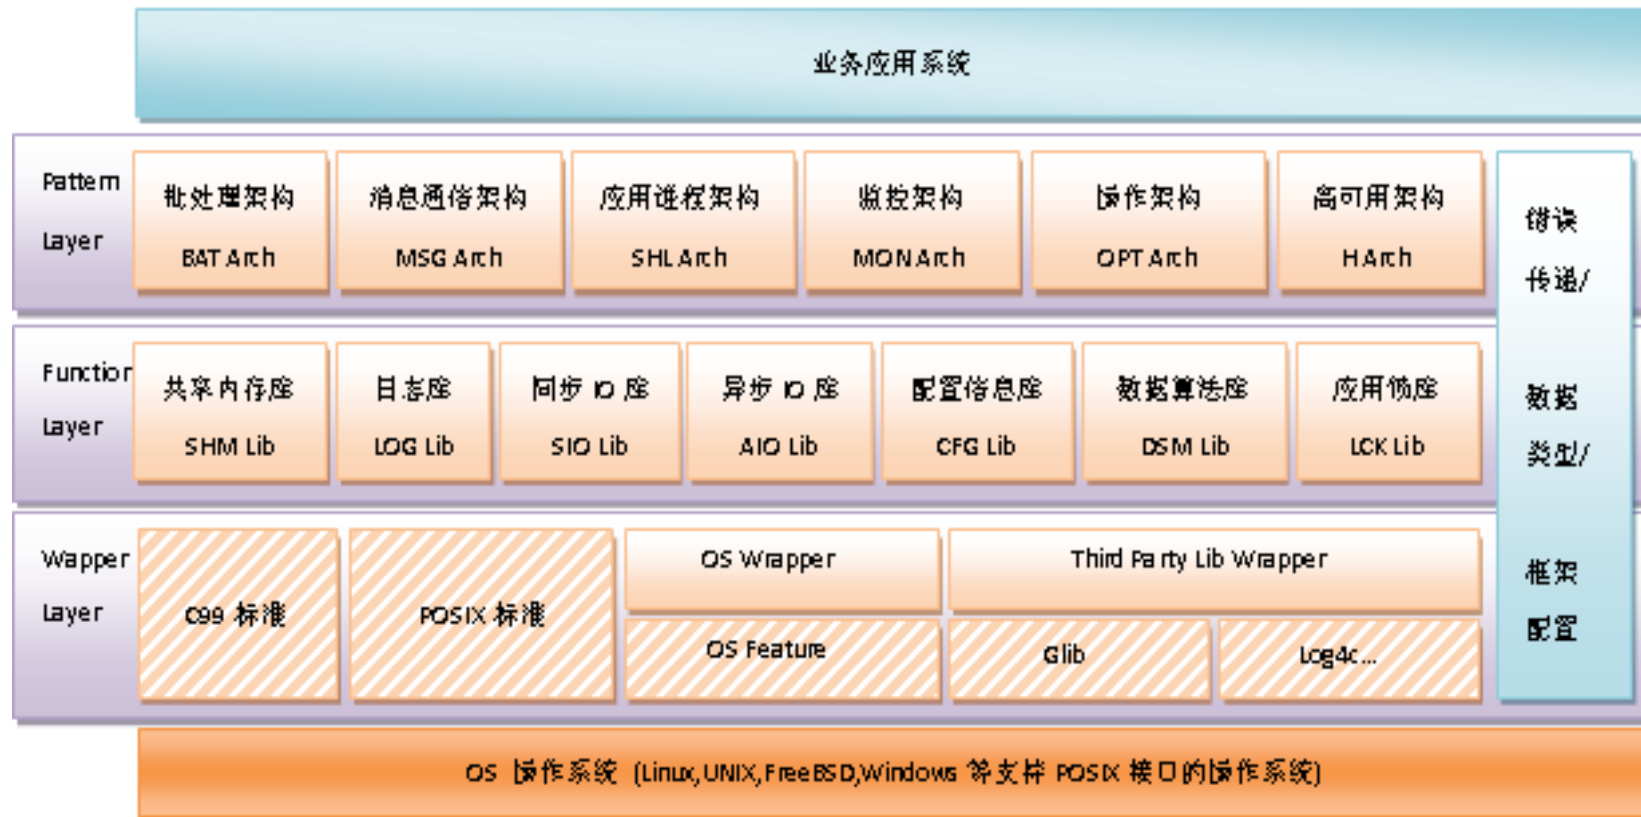 业务应用系统
Pattern
Layer
批处理架构
BAT Arch
消息通信架构
MSG Arch
应用进程架构
SHL Arch
监控架构
MON Arch
操作架构
OPT Arch
高可用架构
H Arch
Function
Layer
共享内存库
SHM Lib
日志库
LOG Lib
同步 IO 库
SIO Lib
异步 IO 库
AIO Lib
配置信息库
CFG Lib
数据算法库
DSM Lib
应用锁库
LCK Lib
Wapper
Layer
C99 标准
POSIX 标准
OS Wrapper
Third Party Lib Wrapper
OS Feature
Glib
Log4c...
错误
传递/
数据
类型/
框架
配置
OS 操作系统 (Linux,UNIX,FreeBSD,Windows 等支持 POSIX 接口的操作系统)